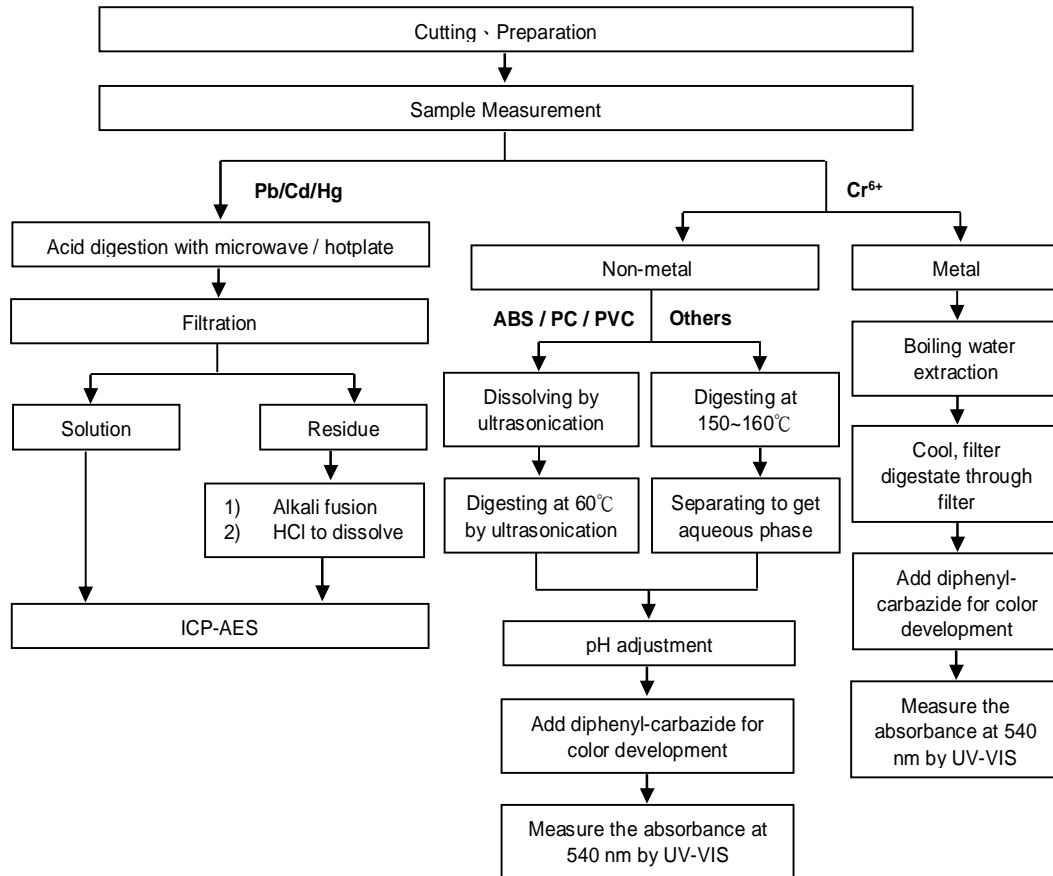 Cutting、Preparation
Sample Measurement
Pb/Cd/Hg
Cr⁶⁺
Acid digestion with microwave / hotplate
Filtration
Solution
Residue
1) Alkali fusion
2) HCl to dissolve
ICP-AES
Non-metal
ABS / PC / PVC
Others
Dissolving by
ultrasonication
Digesting at
150~160℃
Digesting at 60℃
by ultrasonication
Separating to get
aqueous phase
pH adjustment
Add diphenyl-carbazide for
color development
Measure the absorbance at
540 nm by UV-VIS
Metal
Boiling water
extraction
Cool, filter
digestate through
filter
Add diphenyl-
carbazide for color
development
Measure the
absorbance at 540
nm by UV-VIS